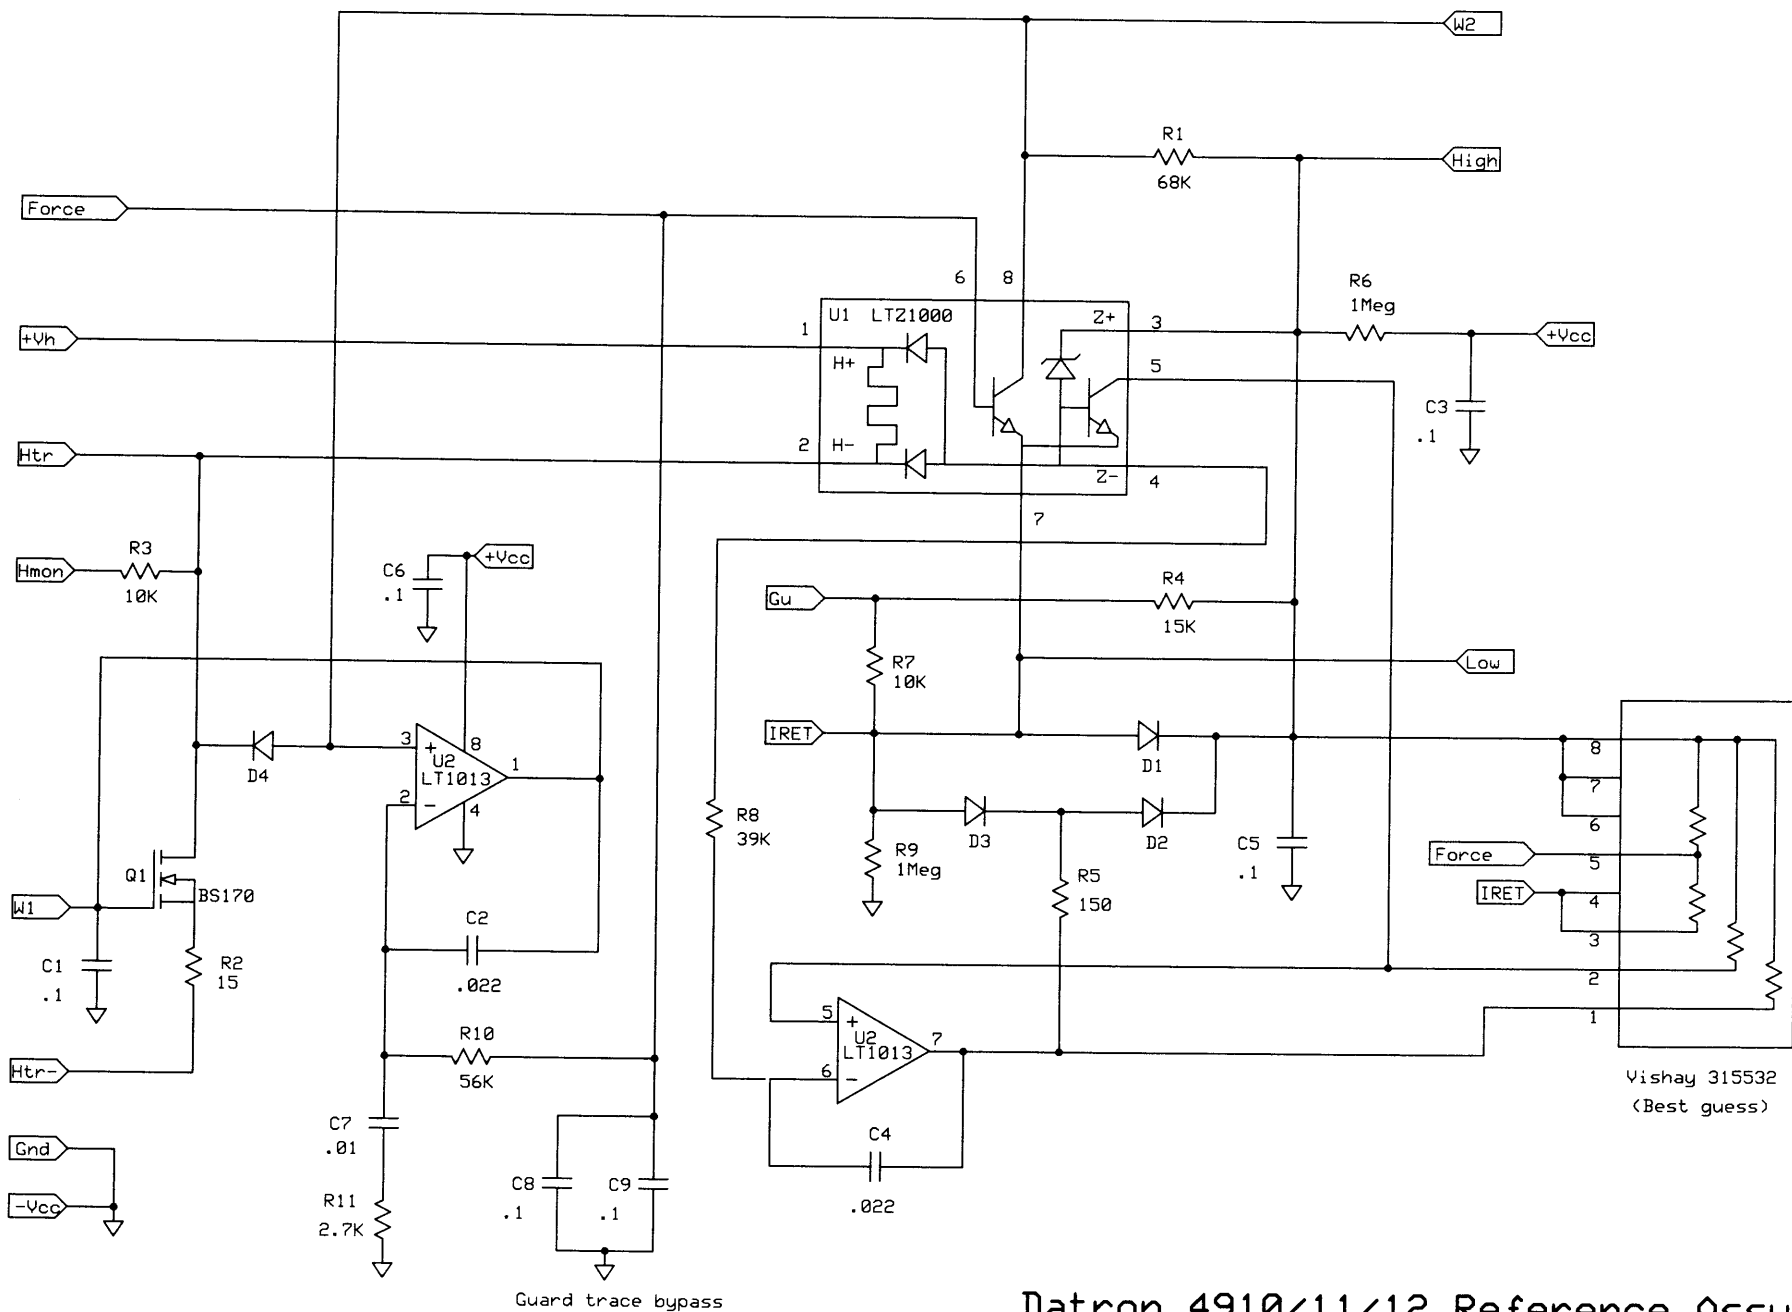 W2
R1
68K
High
Force
6
8
R6
1Meg
U1 LTZ1000
Z+
3
+Vcc
+Vh
1
H+
5
C3
.1
Htr
2
H-
Z-
4
7
R3
Hmon
10K
C6
.1
+Vcc
Gu
R4
15K
R7
10K
Low
IRET
D1
8
3
+
8
U2
LT1013
1
D4
2
-
4
7
6
R8
39K
D3
D2
C5
.1
R9
1Meg
Force
5
Q1
BS170
R5
150
IRET
4
W1
C2
3
C1
.1
R2
15
.022
2
5
+
U2
LT1013
7
1
R10
56K
6
-
Htr-
Vishay 315532
(Best guess)
C7
.01
C4
Gnd
C8
.1
C9
.1
.022
-Vcc
R11
2.7K
Guard trace bypass
Datron 4910/11/12 Reference